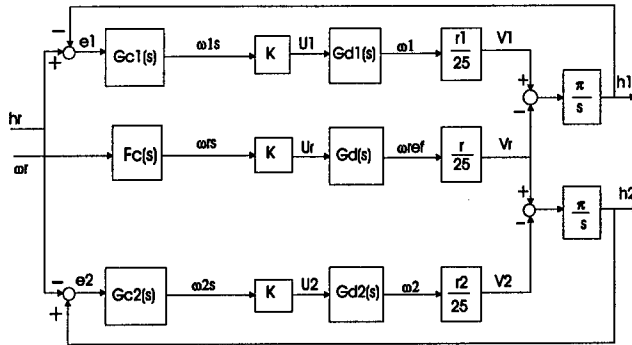 − e1 Gc1(s) ω1s K U1 Gd1(s) ω1 r1/25 V1 + π/s h1
+
−
hr
ωr Fc(s) ωrs K Ur Gd(s) ωref r/25 Vr
+ π/s h2
−
− e2 Gc2(s) ω2s K U2 Gd2(s) ω2 r2/25 V2
+